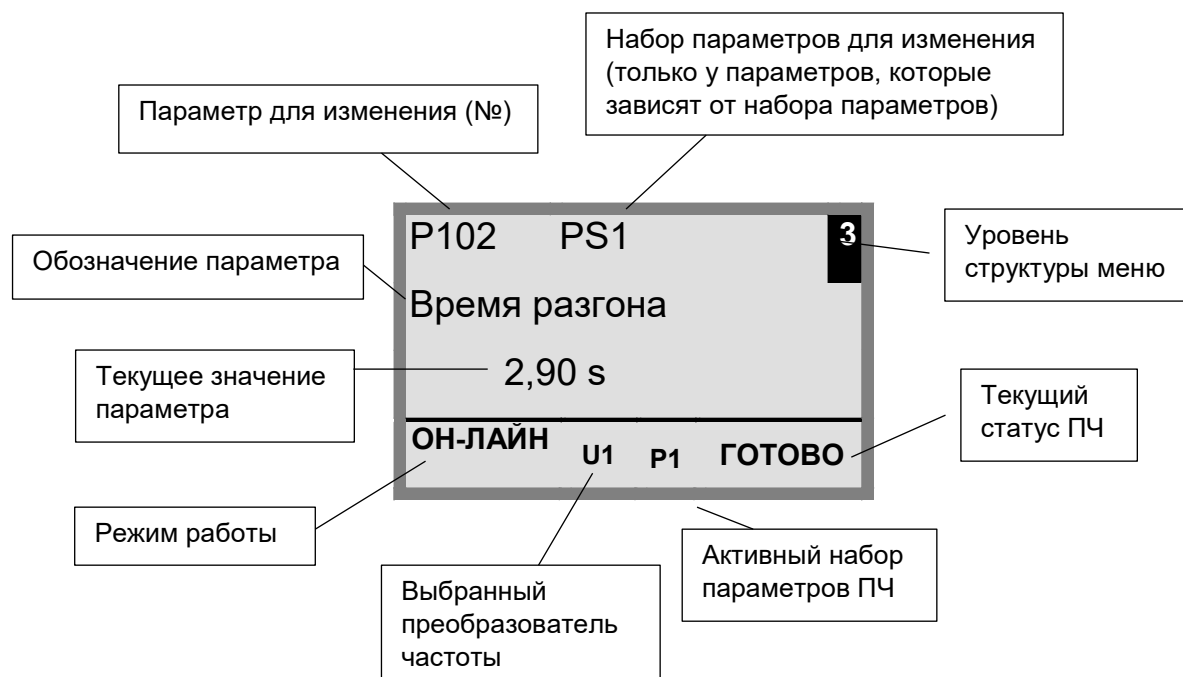 Набор параметров для изменения
(только у параметров, которые
зависят от набора параметров)
Параметр для изменения (№)
P102 PS1 3
Уровень
структуры меню
Обозначение параметра
Время разгона
2,90 s
Текущее значение
параметра
Текущий
статус ПЧ
ОН-ЛАЙН U1 P1 ГОТОВО
Режим работы
Активный набор
параметров ПЧ
Выбранный
преобразователь
частоты